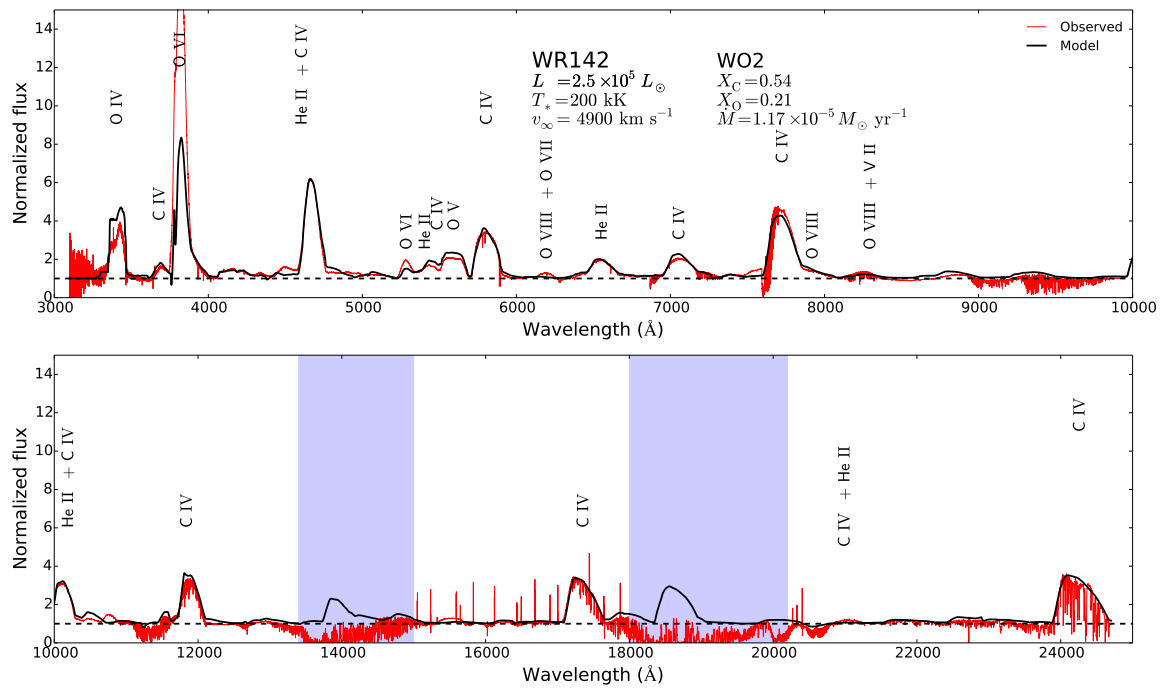 Normalized flux
14
12
10
8
6
4
2
0
O IV
C IV
O VI
He II + C IV
O VI
He II
C IV
O V
C IV
O VIII + O VII
He II
C IV
C IV
O VIII
O VIII + V II
WR142
L =2.5×10⁵ L☉
T* =200 kK
v∞ = 4900 km s⁻¹
WO2
X_C=0.54
X_O=0.21
Ṁ=1.17×10⁻⁵ M☉ yr⁻¹
Observed
Model
3000 4000 5000 6000 7000 8000 9000 10000
Wavelength (Å)
Normalized flux
14
12
10
8
6
4
2
0
He II + C IV
C IV
C IV
C IV + He II
C IV
10000 12000 14000 16000 18000 20000 22000 24000
Wavelength (Å)